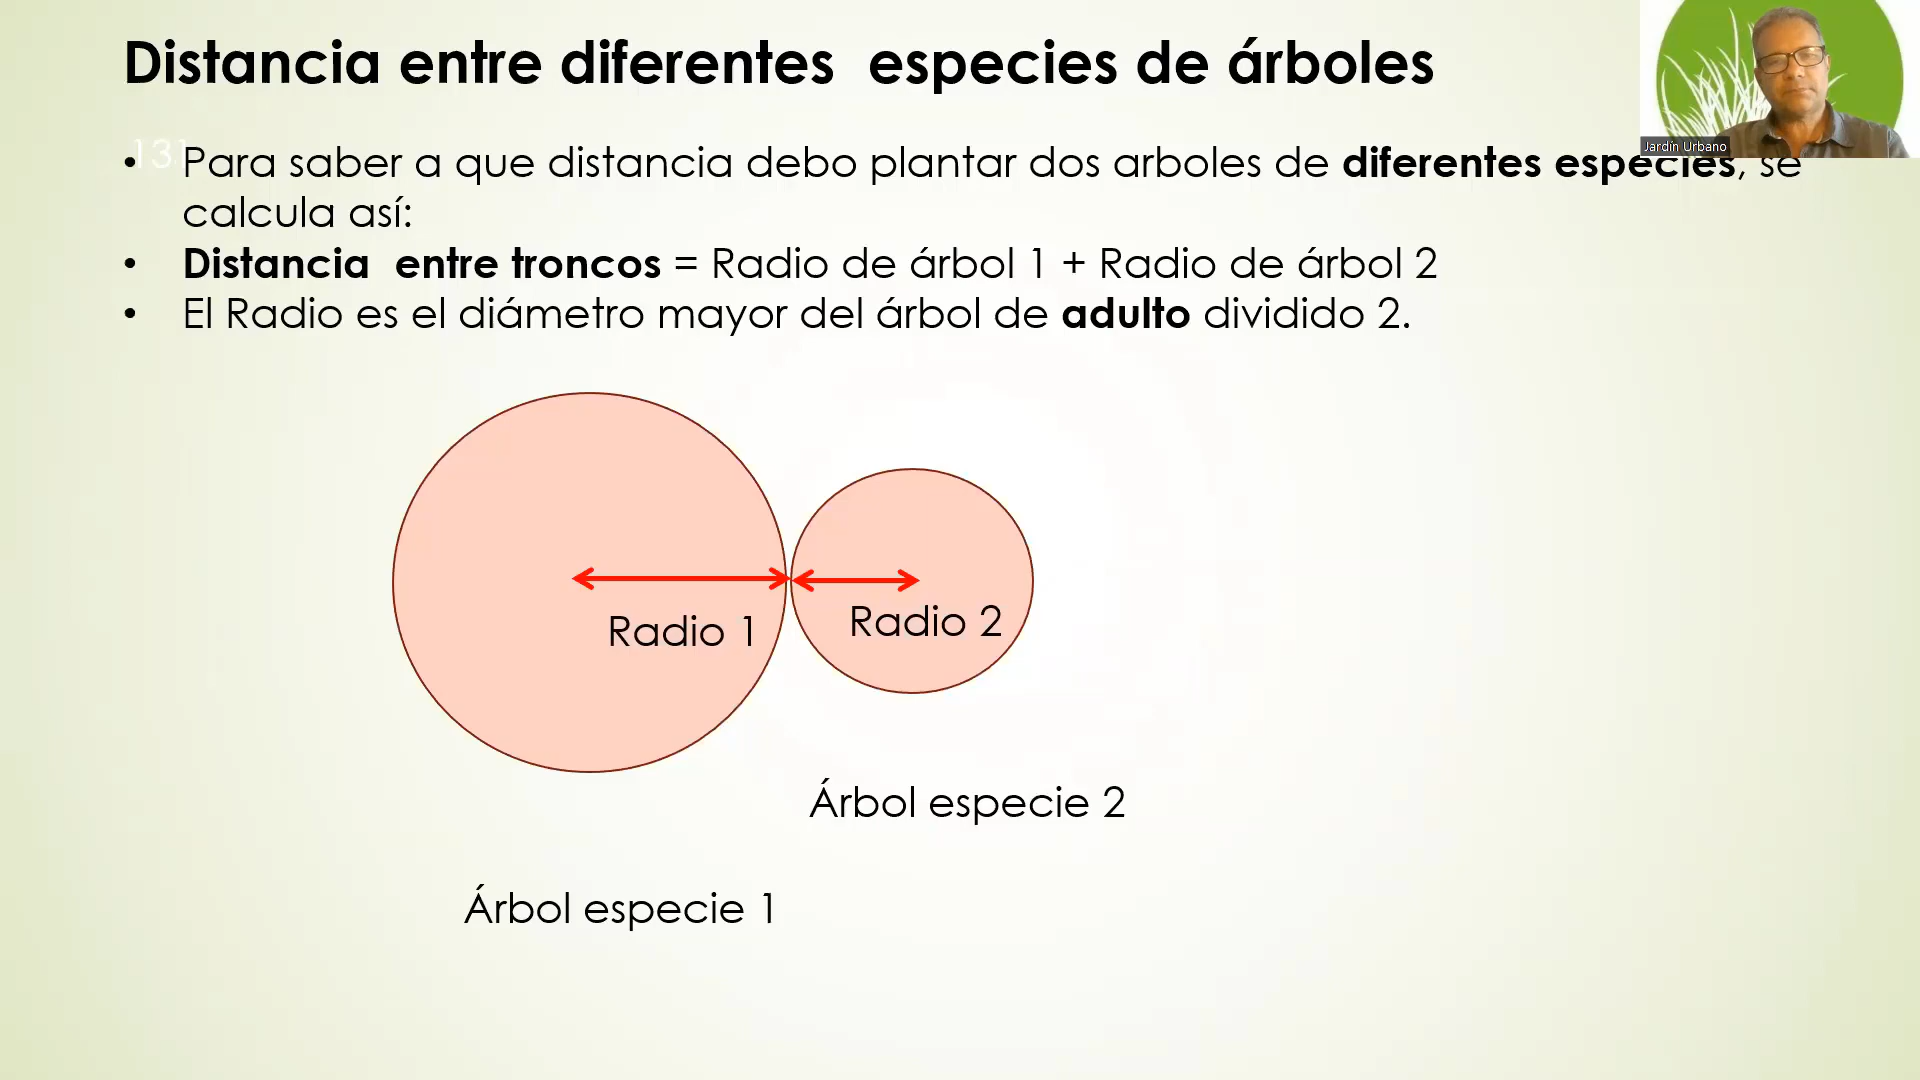 Distancia entre diferentes especies de árboles
Jardín Urbano
13
• Para saber a que distancia debo plantar dos arboles de diferentes especies, se
calcula así:
• Distancia entre troncos = Radio de árbol 1 + Radio de árbol 2
• El Radio es el diámetro mayor del árbol de adulto dividido 2.
Radio 1
Radio 2
Árbol especie 2
Árbol especie 1